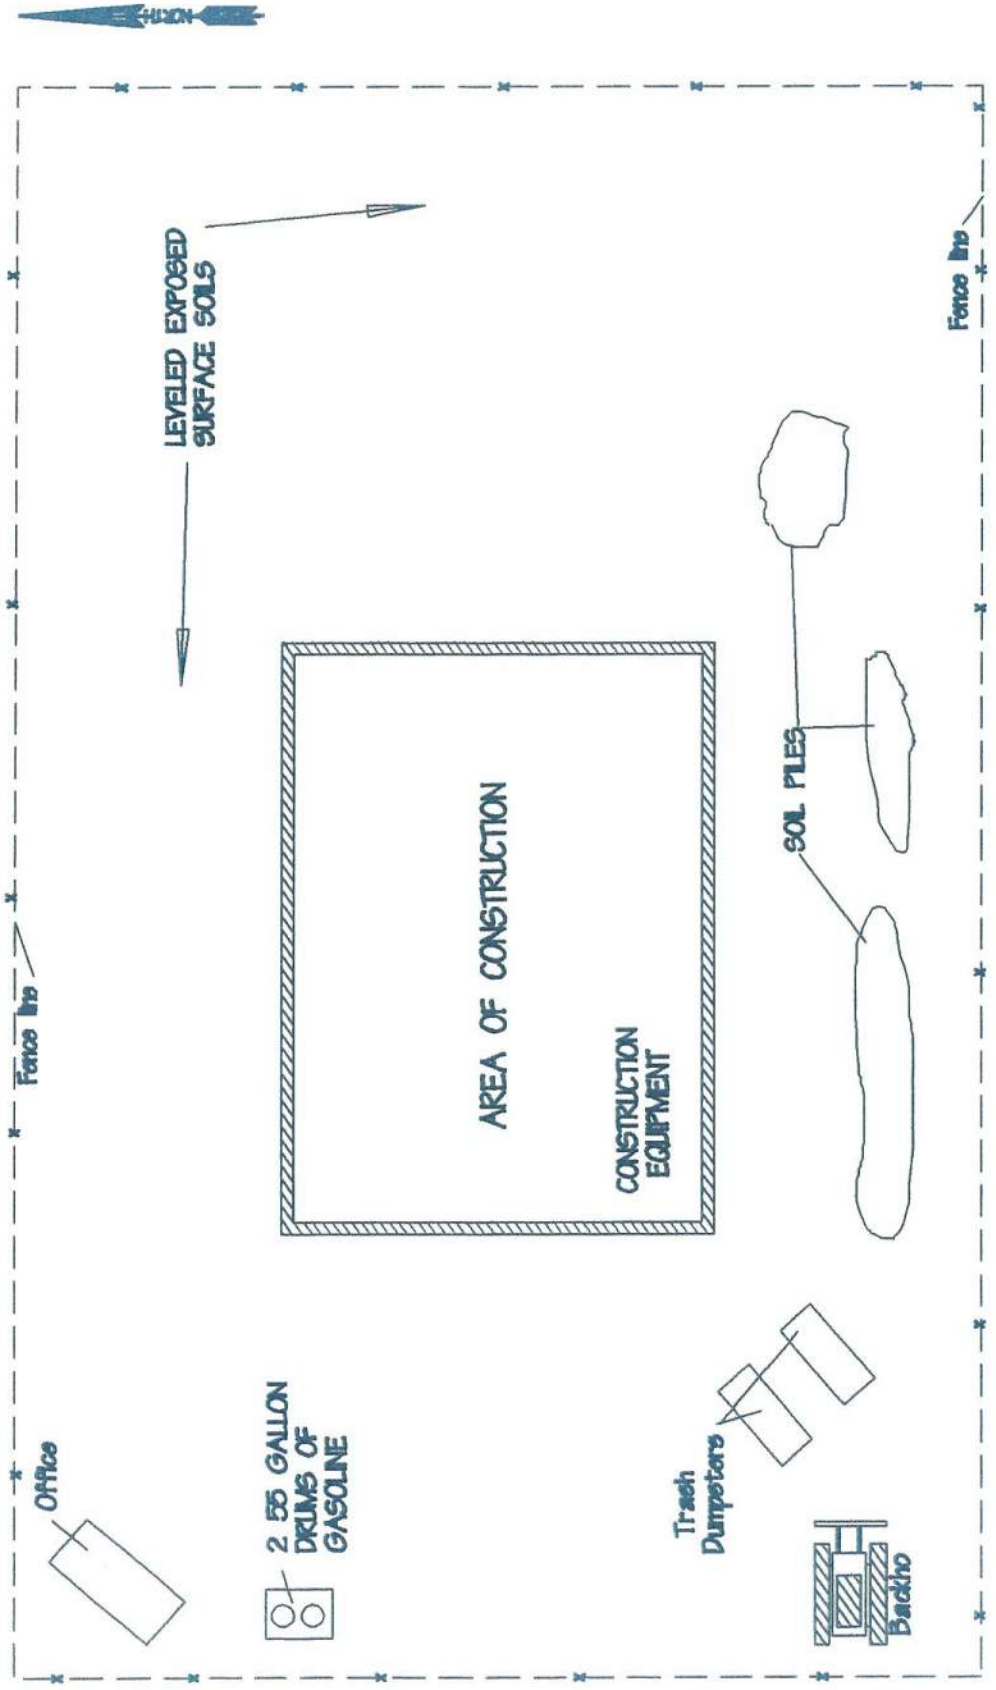 NORTH
LEVELED EXPOSED
SURFACE SOILS
Fence line
Fence line
AREA OF CONSTRUCTION
CONSTRUCTION
EQUIPMENT
SOIL PILES
Office
2 55 GALLON
DRUMS OF
GASOLINE
Trash
Dumpsters
Backho